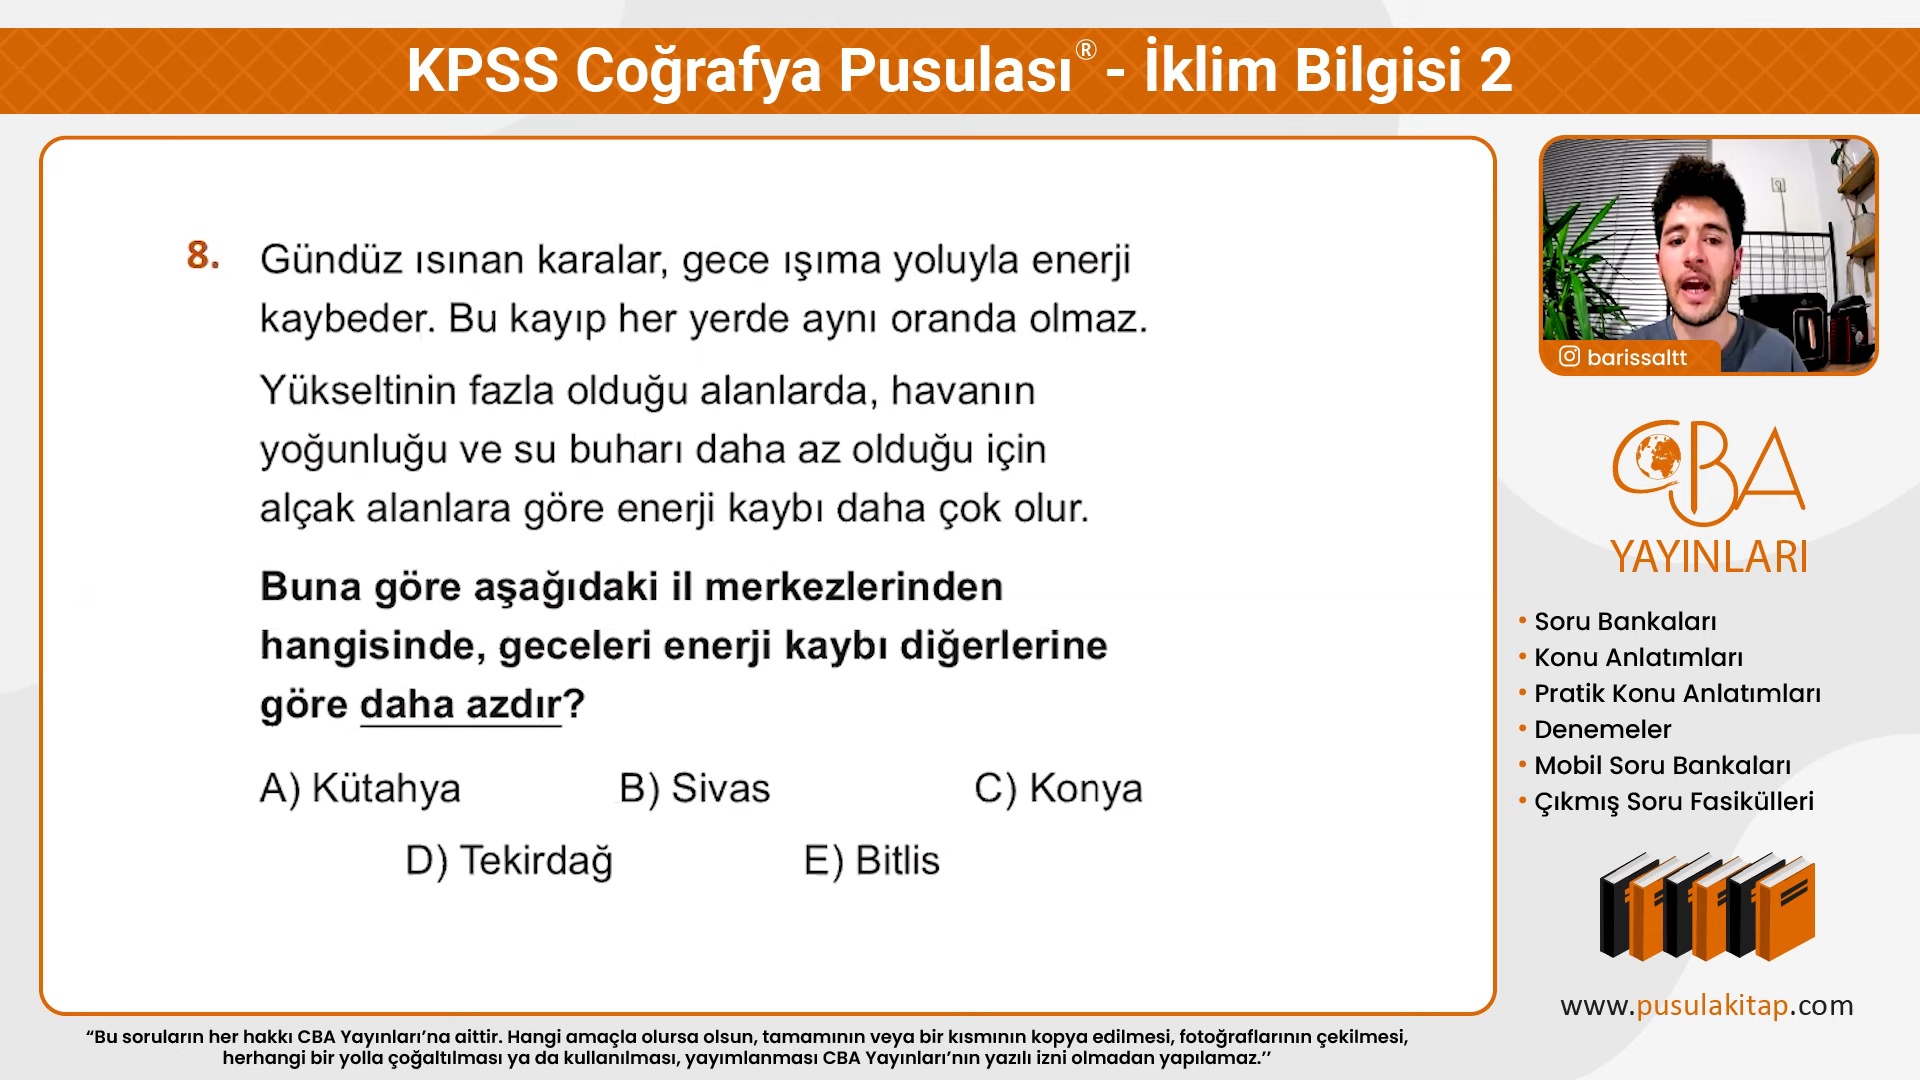 KPSS Coğrafya Pusulası® - İklim Bilgisi 2
8. Gündüz ısınan karalar, gece ışıma yoluyla enerji
kaybeder. Bu kayıp her yerde aynı oranda olmaz.
Yükseltinin fazla olduğu alanlarda, havanın
yoğunluğu ve su buharı daha az olduğu için
alçak alanlara göre enerji kaybı daha çok olur.
Buna göre aşağıdaki il merkezlerinden
hangisinde, geceleri enerji kaybı diğerlerine
göre daha azdır?
A) Kütahya B) Sivas C) Konya
D) Tekirdağ E) Bitlis
barissaltt
CBA
YAYINLARI
• Soru Bankaları
• Konu Anlatımları
• Pratik Konu Anlatımları
• Denemeler
• Mobil Soru Bankaları
• Çıkmış Soru Fasikülleri
www.pusulakitap.com
“Bu soruların her hakkı CBA Yayınları’na aittir. Hangi amaçla olursa olsun, tamamının veya bir kısmının kopya edilmesi, fotoğraflarının çekilmesi,
herhangi bir yolla çoğaltılması ya da kullanılması, yayımlanması CBA Yayınları’nın yazılı izni olmadan yapılamaz.’’